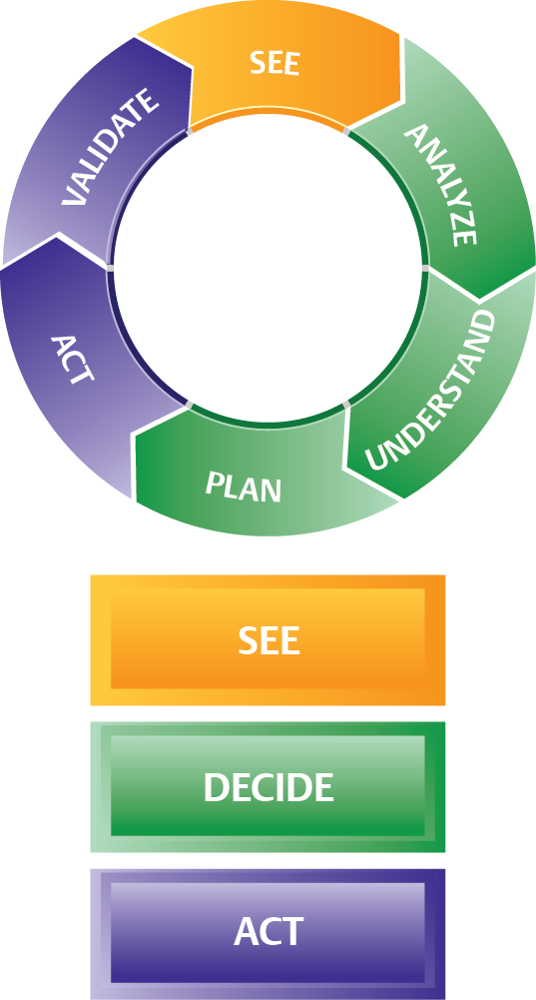 SEE
ANALYZE
UNDERSTAND
PLAN
ACT
VALIDATE
SEE
DECIDE
ACT